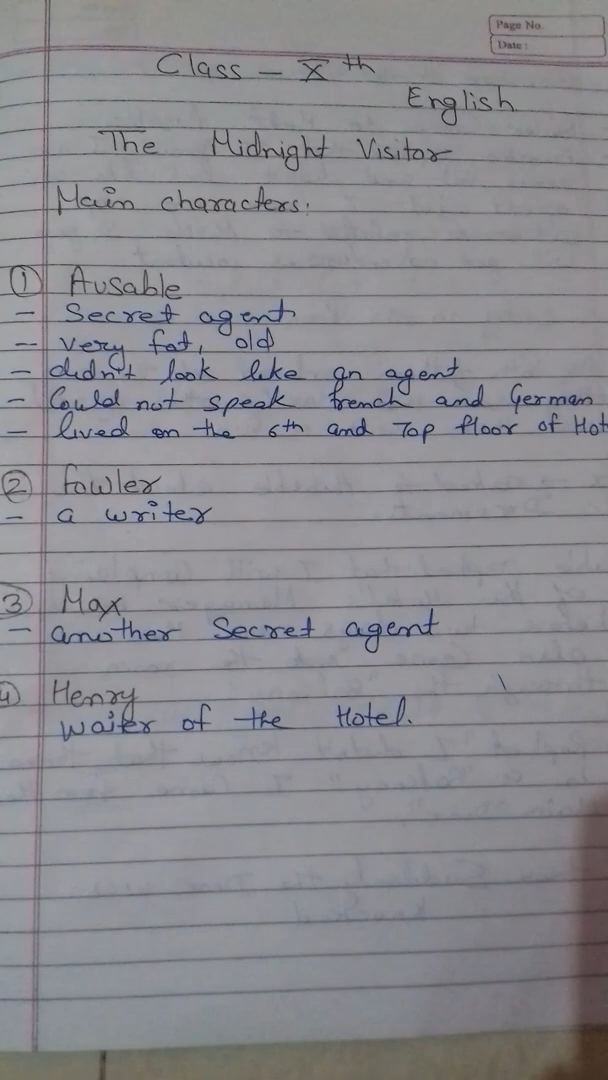 Page No.
Date :
Class - Xth
English
The Midnight Visitor
Main characters:
① Ausable
- Secret agent
- very fat, old
- didn't look like an agent
- Could not speak french and German
- lived on the 6th and Top floor of Hot
② fowler
- a writer
3 Max
- another Secret agent
4 Henry
waiter of the Hotel.